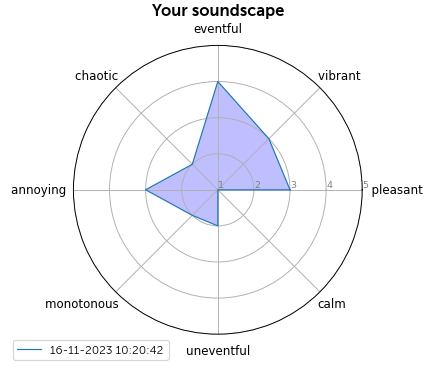 Your soundscape
eventful
chaotic
vibrant
annoying
1 2 3 4 5
pleasant
monotonous
calm
uneventful
16-11-2023 10:20:42